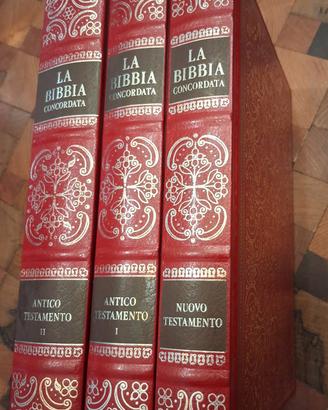 LA
BIBBIA
CONCORDATA
ANTICO
TESTAMENTO
II
LA
BIBBIA
CONCORDATA
ANTICO
TESTAMENTO
I
LA
BIBBIA
CONCORDATA
NUOVO
TESTAMENTO